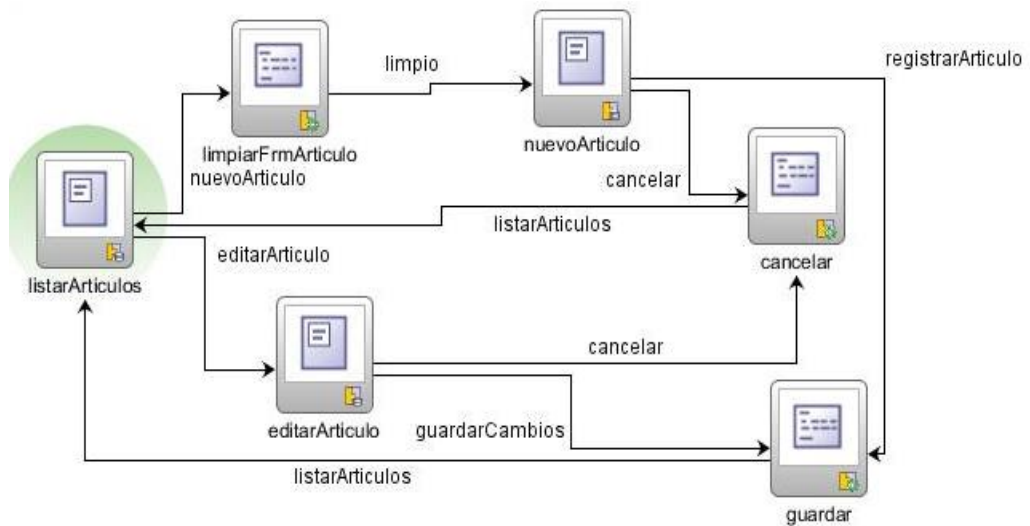 limpio
registrarArticulo
limpiarFrmArticulo
nuevoArticulo
nuevoArticulo
cancelar
listarArticulos
cancelar
editarArticulo
listarArticulos
cancelar
editarArticulo
guardarCambios
listarArticulos
guardar